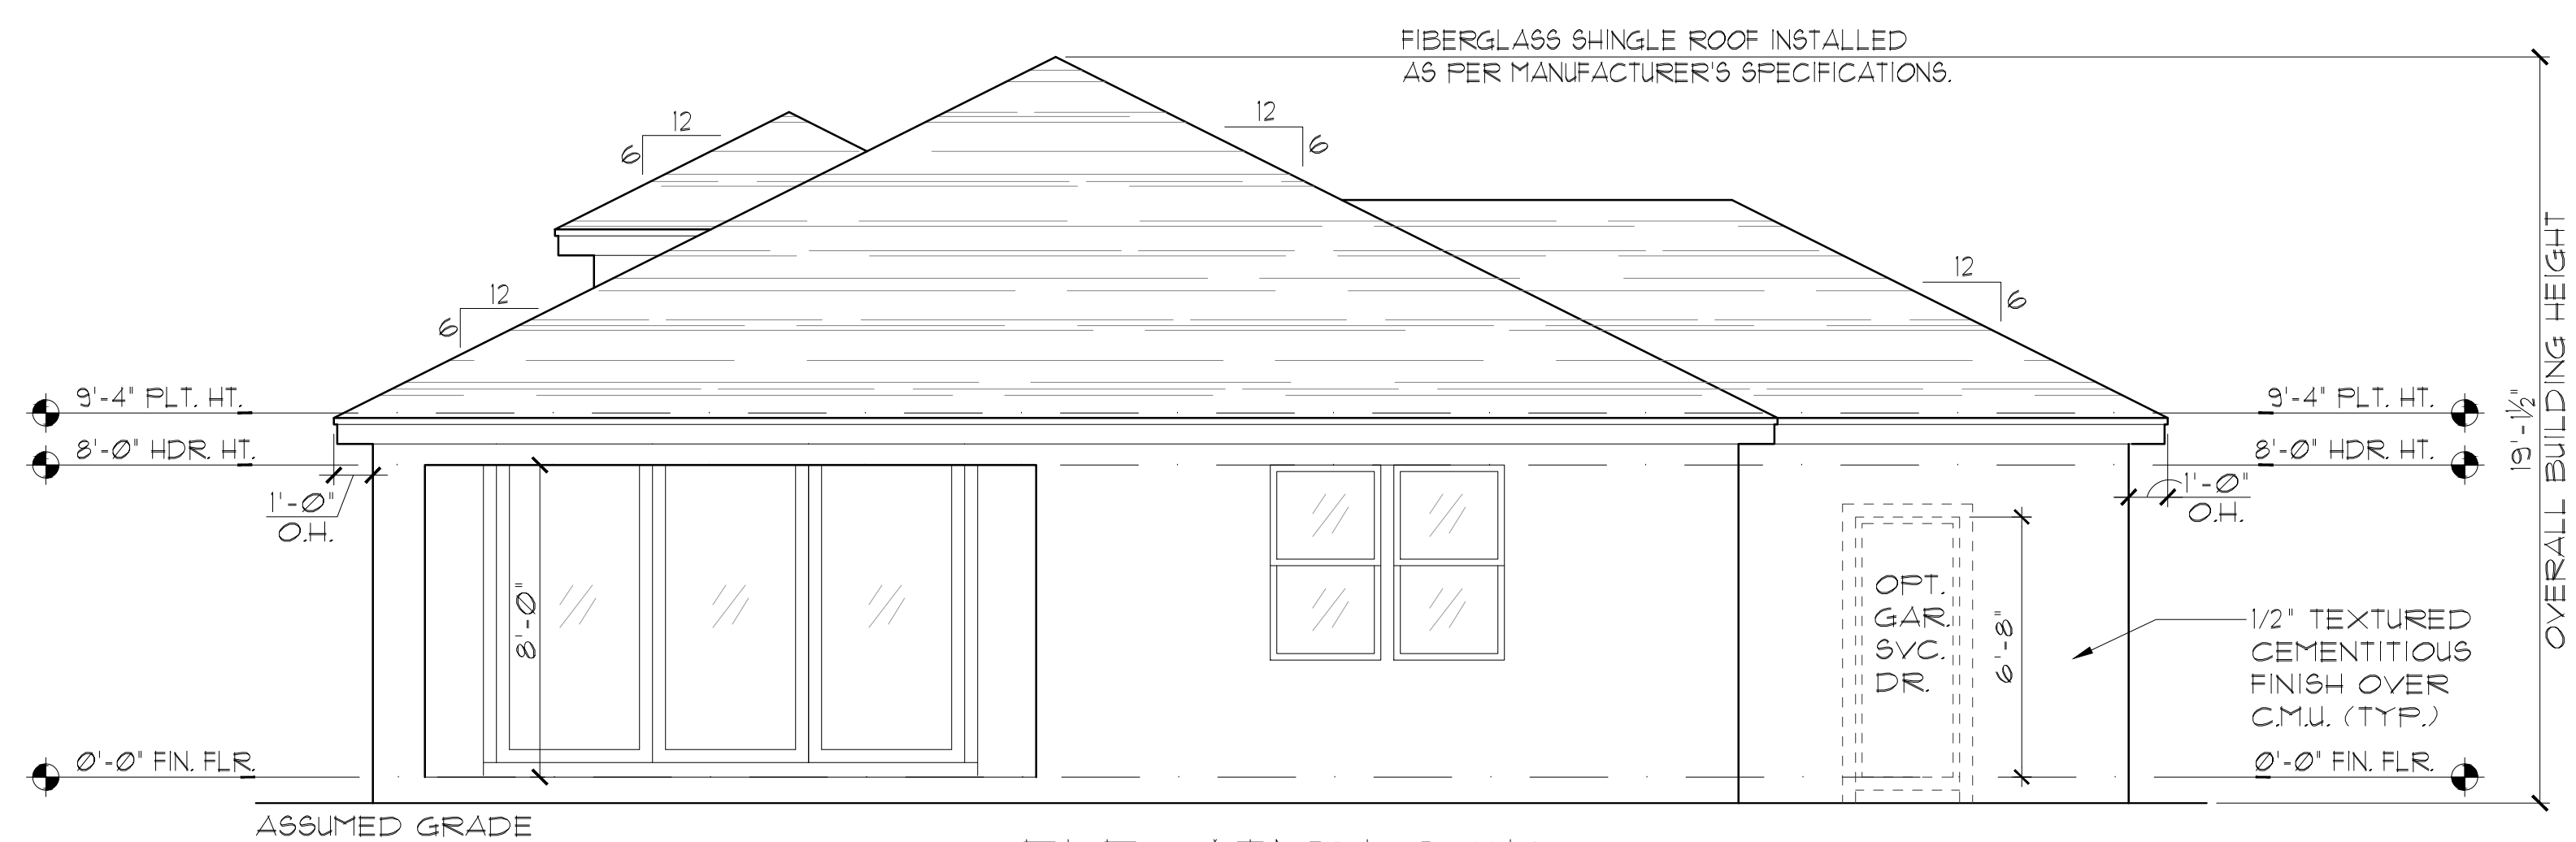 FIBERGLASS SHINGLE ROOF INSTALLED
AS PER MANUFACTURER'S SPECIFICATIONS.
12
6
12
6
12
6
12
6
9'-4" PLT. HT.
8'-0" HDR. HT.
1'-0"
O.H.
0'-0" FIN. FLR.
ASSUMED GRADE
8'-0"
OPT.
GAR.
SVC.
DR.
6'-8"
9'-4" PLT. HT.
8'-0" HDR. HT.
1'-0"
O.H.
1/2" TEXTURED
CEMENTITIOUS
FINISH OVER
C.M.U. (TYP.)
0'-0" FIN. FLR.
19'-1½"
OVERALL BUILDING HEIGHT